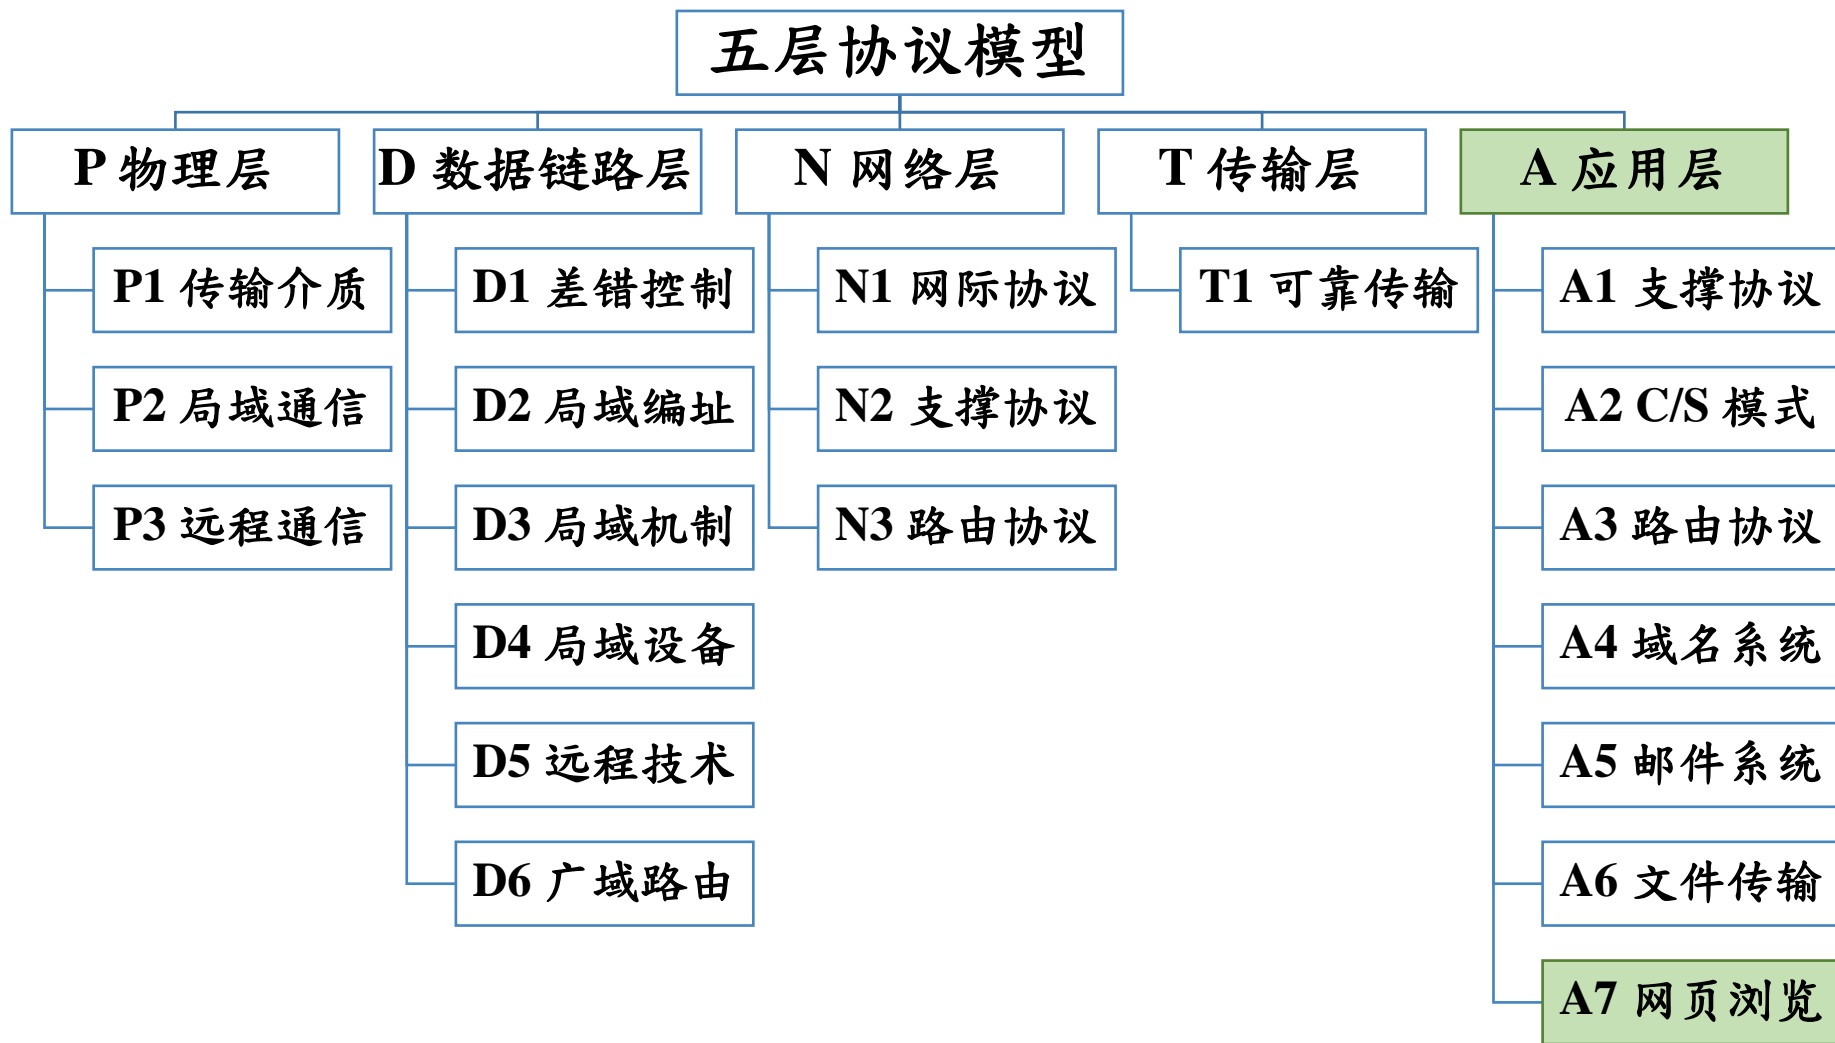 五层协议模型
P 物理层
P1 传输介质
P2 局域通信
P3 远程通信
D 数据链路层
D1 差错控制
D2 局域编址
D3 局域机制
D4 局域设备
D5 远程技术
D6 广域路由
N 网络层
N1 网际协议
N2 支撑协议
N3 路由协议
T 传输层
T1 可靠传输
A 应用层
A1 支撑协议
A2 C/S 模式
A3 路由协议
A4 域名系统
A5 邮件系统
A6 文件传输
A7 网页浏览